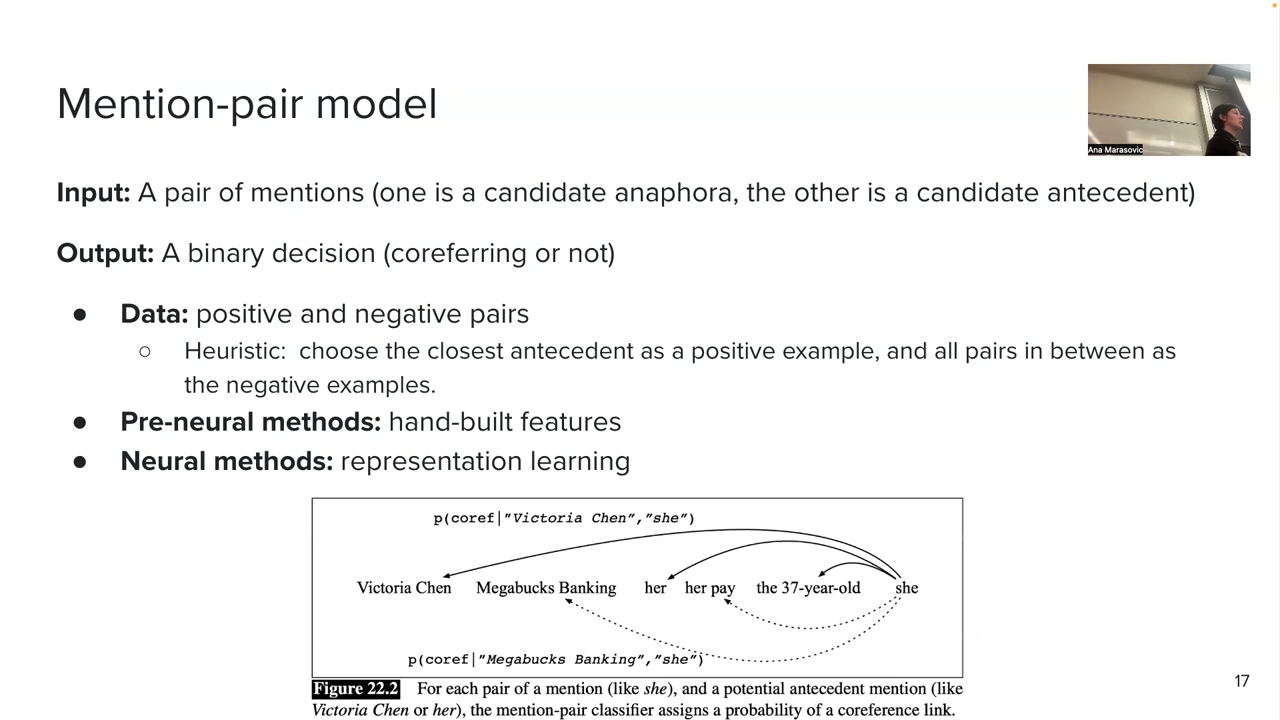 Mention-pair model
Ana Marasovic
Input: A pair of mentions (one is a candidate anaphora, the other is a candidate antecedent)
Output: A binary decision (coreferring or not)
● Data: positive and negative pairs
○ Heuristic: choose the closest antecedent as a positive example, and all pairs in between as
the negative examples.
● Pre-neural methods: hand-built features
● Neural methods: representation learning
p(coref|"Victoria Chen","she")
Victoria Chen Megabucks Banking her her pay the 37-year-old she
p(coref|"Megabucks Banking","she")
Figure 22.2 For each pair of a mention (like she), and a potential antecedent mention (like
Victoria Chen or her), the mention-pair classifier assigns a probability of a coreference link.
17